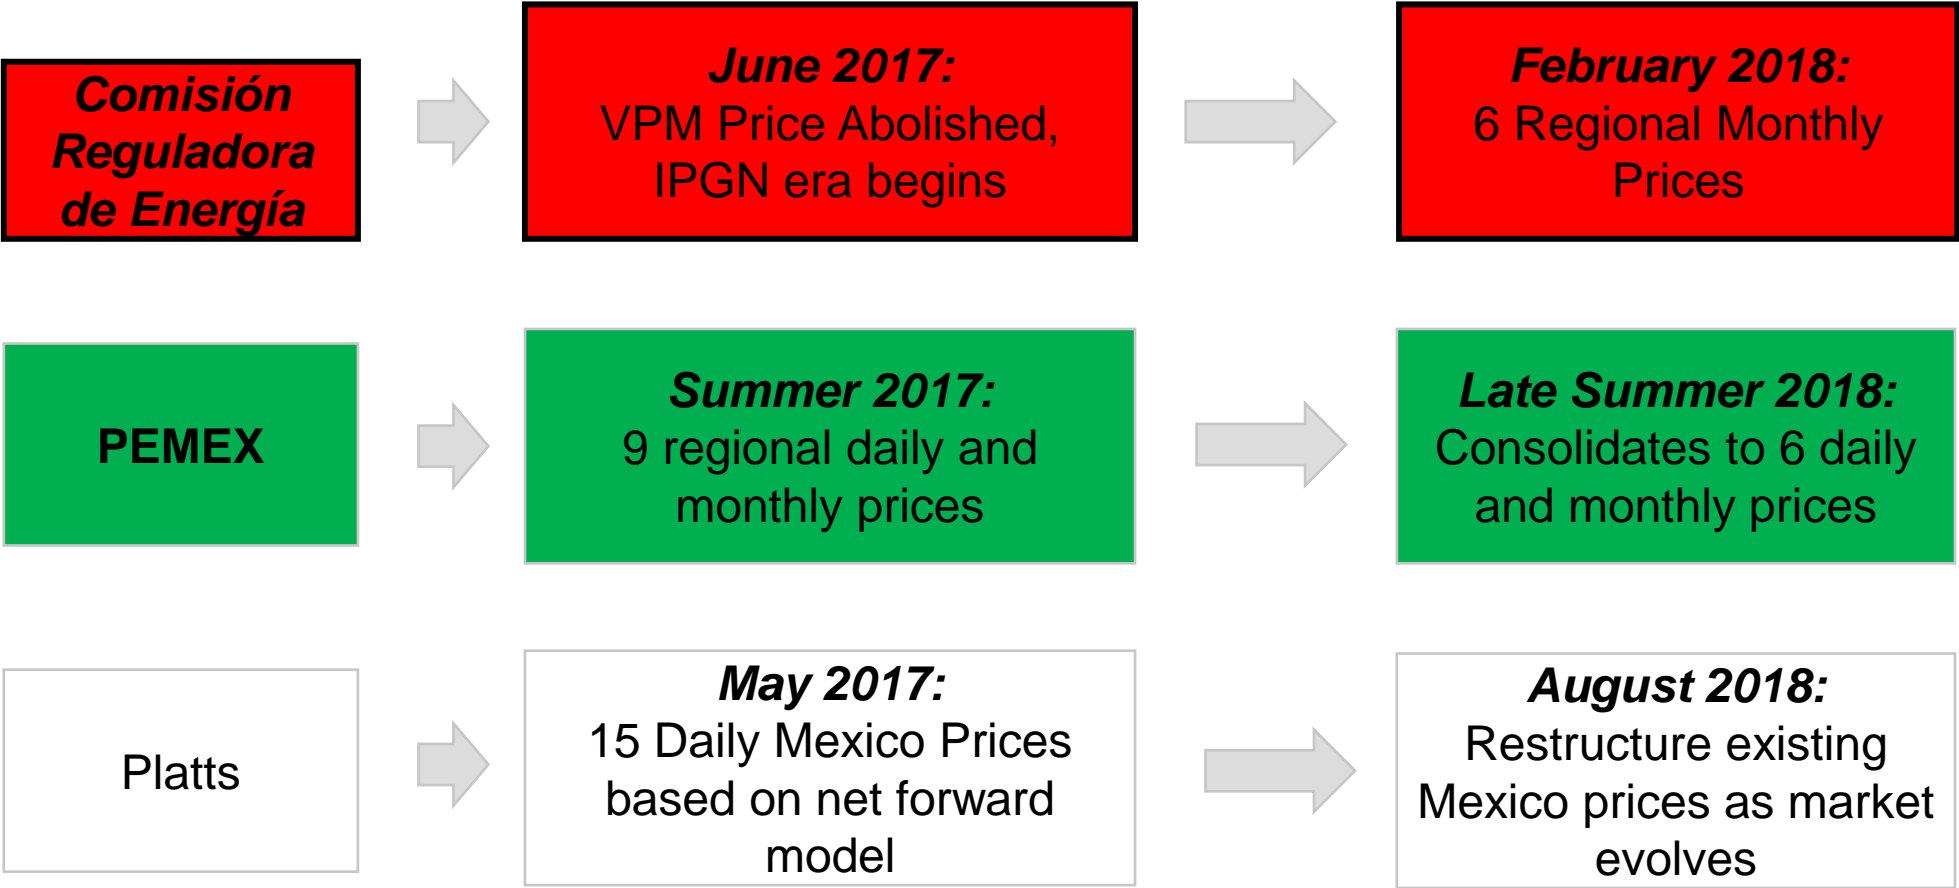 Comisión
Reguladora
de Energía
June 2017:
VPM Price Abolished,
IPGN era begins
February 2018:
6 Regional Monthly
Prices
PEMEX
Summer 2017:
9 regional daily and
monthly prices
Late Summer 2018:
Consolidates to 6 daily
and monthly prices
Platts
May 2017:
15 Daily Mexico Prices
based on net forward
model
August 2018:
Restructure existing
Mexico prices as market
evolves